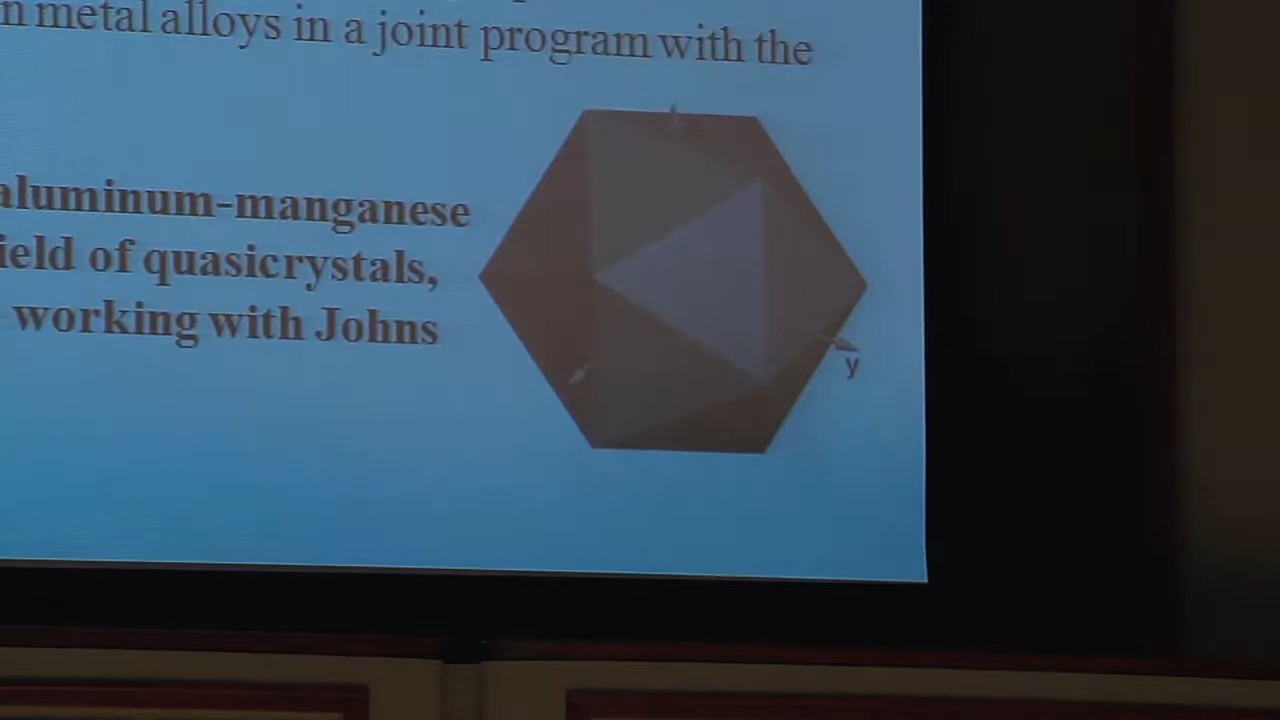 n metal alloys in a joint program with the
aluminum-manganese
ield of quasicrystals,
working with Johns
y